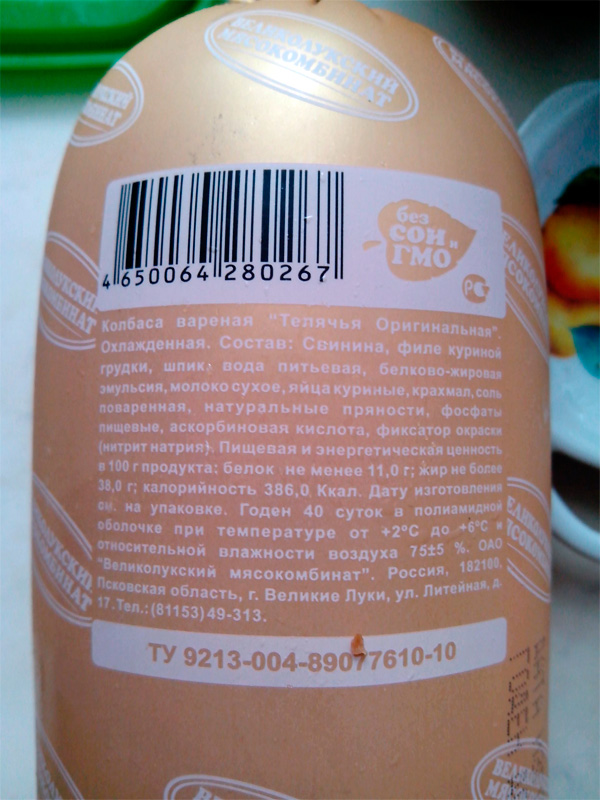 ВЕЛИКОЛУКСКИЙ
МЯСОКОМБИНАТ
4 650064 280267
без
СОИ и
ГМО
РСТ
Колбаса вареная "Телячья Оригинальная".
Охлажденная. Состав: Свинина, филе куриной
грудки, шпик, вода питьевая, белково-жировая
эмульсия, молоко сухое, яйца куриные, крахмал, соль
поваренная, натуральные пряности, фосфаты
пищевые, аскорбиновая кислота, фиксатор окраски
(нитрит натрия). Пищевая и энергетическая ценность
в 100 г продукта: белок не менее 11,0 г; жир не более
38,0 г; калорийность 386,0 Ккал. Дату изготовления
см. на упаковке. Годен 40 суток в полиамидной
оболочке при температуре от +2°С до +6°С и
относительной влажности воздуха 75±5 %. ОАО
"Великолукский мясокомбинат". Россия, 182100,
Псковская область, г. Великие Луки, ул. Литейная, д.
17. Тел.: (81153) 49-313.
ТУ 9213-004-89077610-10